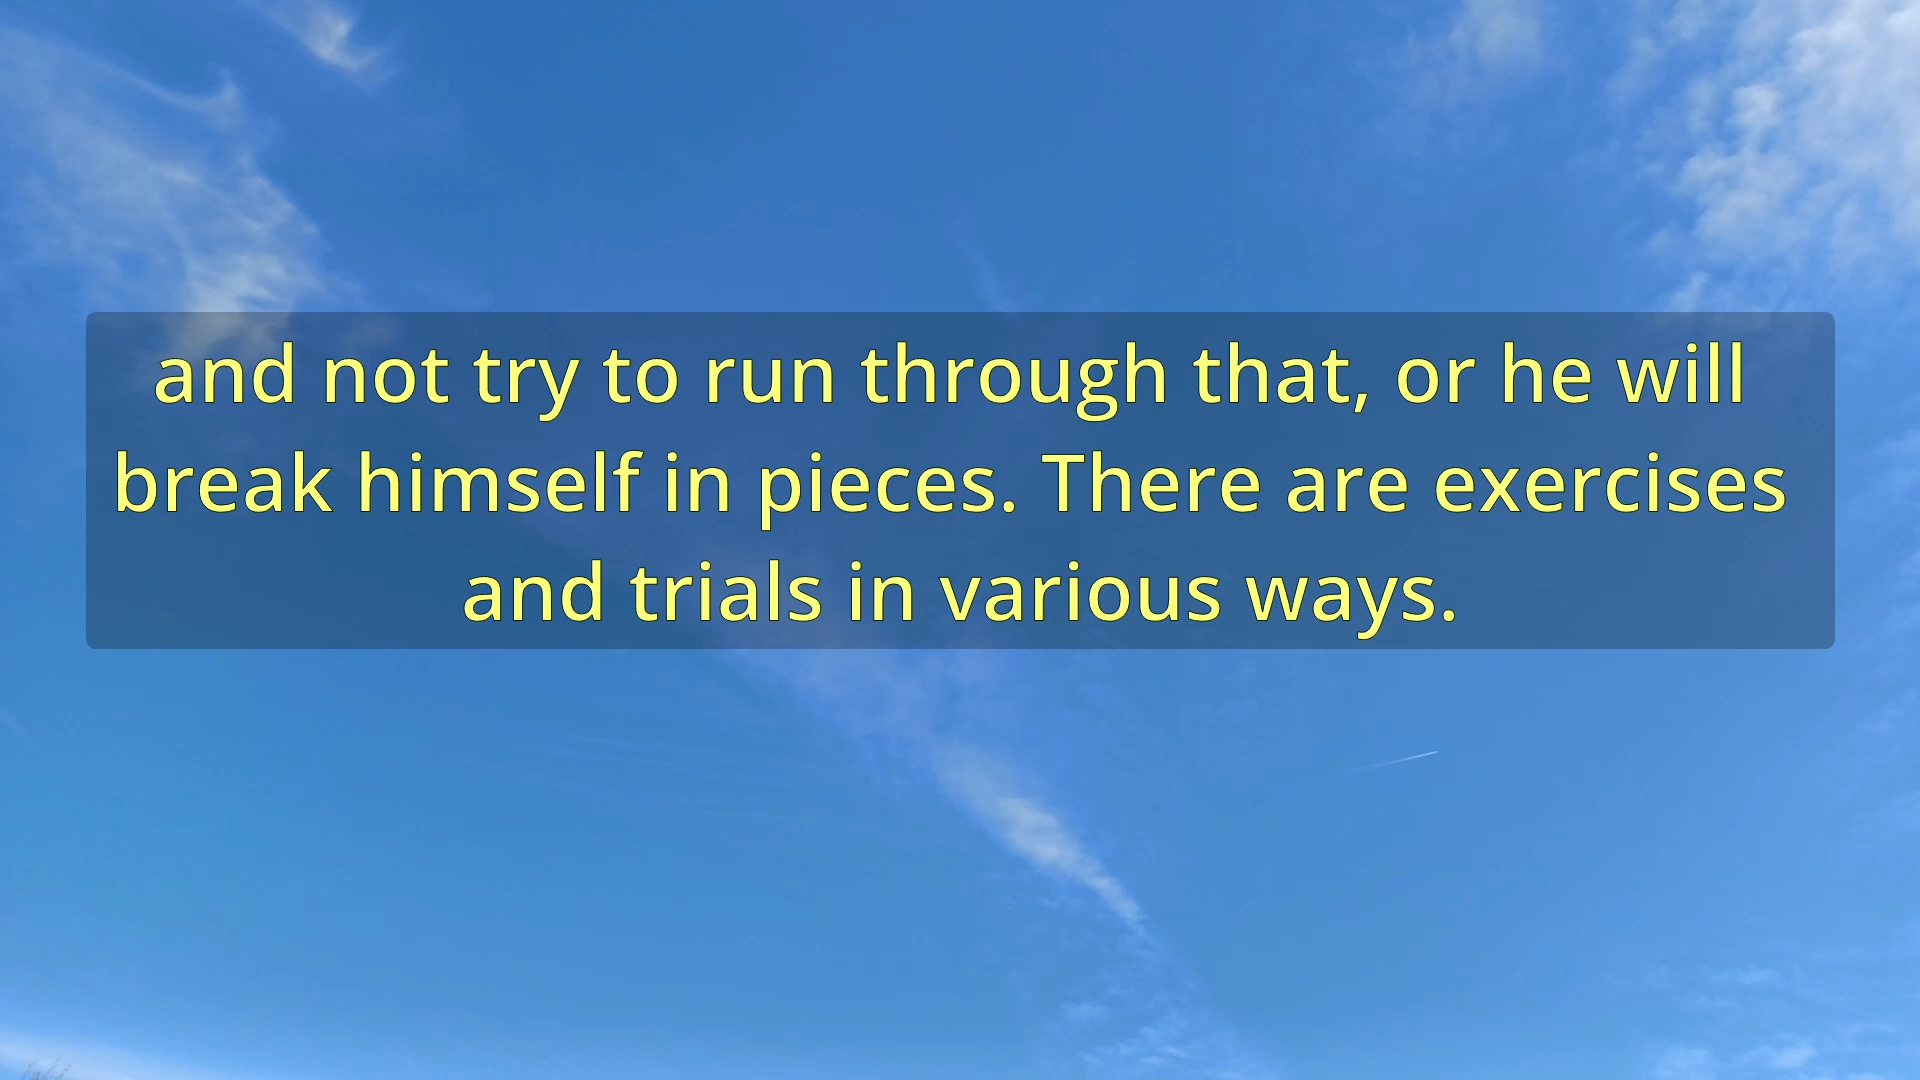 and not try to run through that, or he will
break himself in pieces. There are exercises
and trials in various ways.